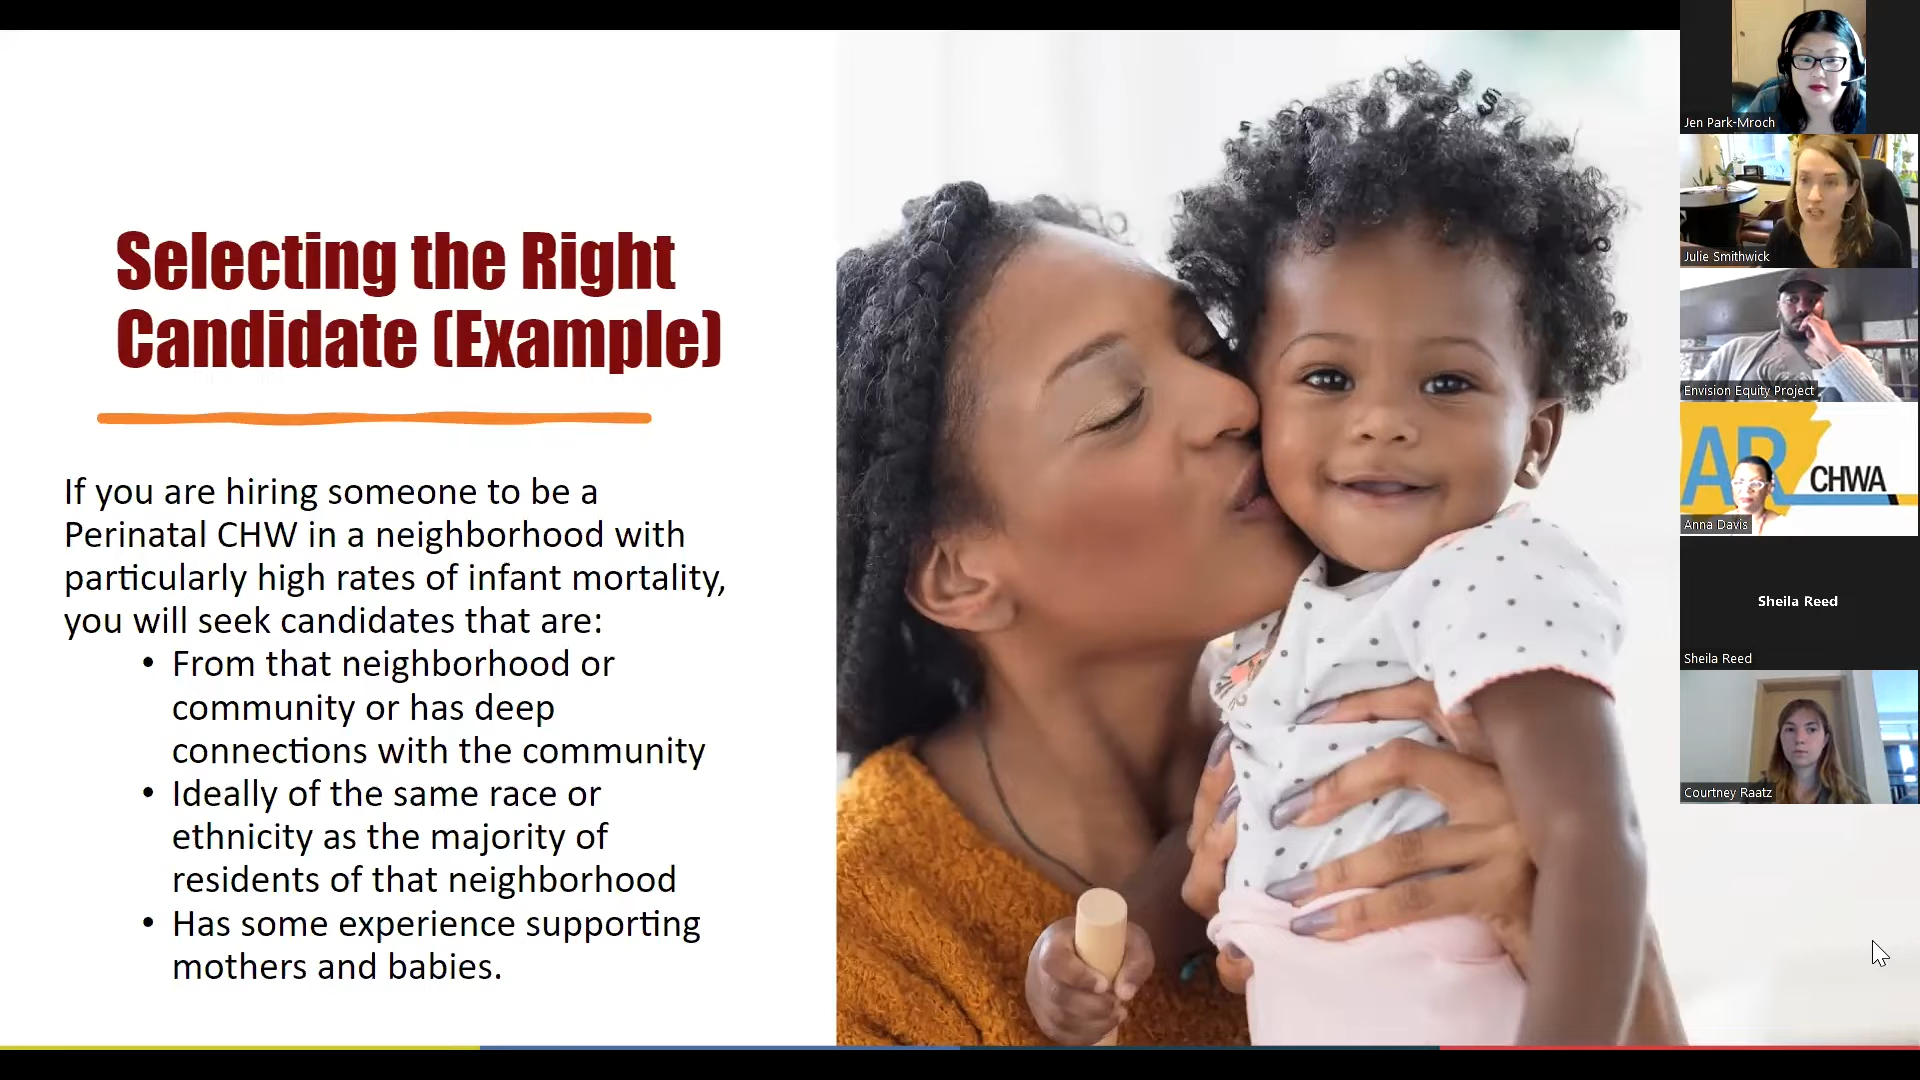 Selecting the Right
Candidate (Example)
If you are hiring someone to be a
Perinatal CHW in a neighborhood with
particularly high rates of infant mortality,
you will seek candidates that are:
• From that neighborhood or
community or has deep
connections with the community
• Ideally of the same race or
ethnicity as the majority of
residents of that neighborhood
• Has some experience supporting
mothers and babies.
Jen Park-Mroch
Julie Smithwick
Envision Equity Project
AR
CHWA
Anna Davis
Sheila Reed
Sheila Reed
Courtney Raatz